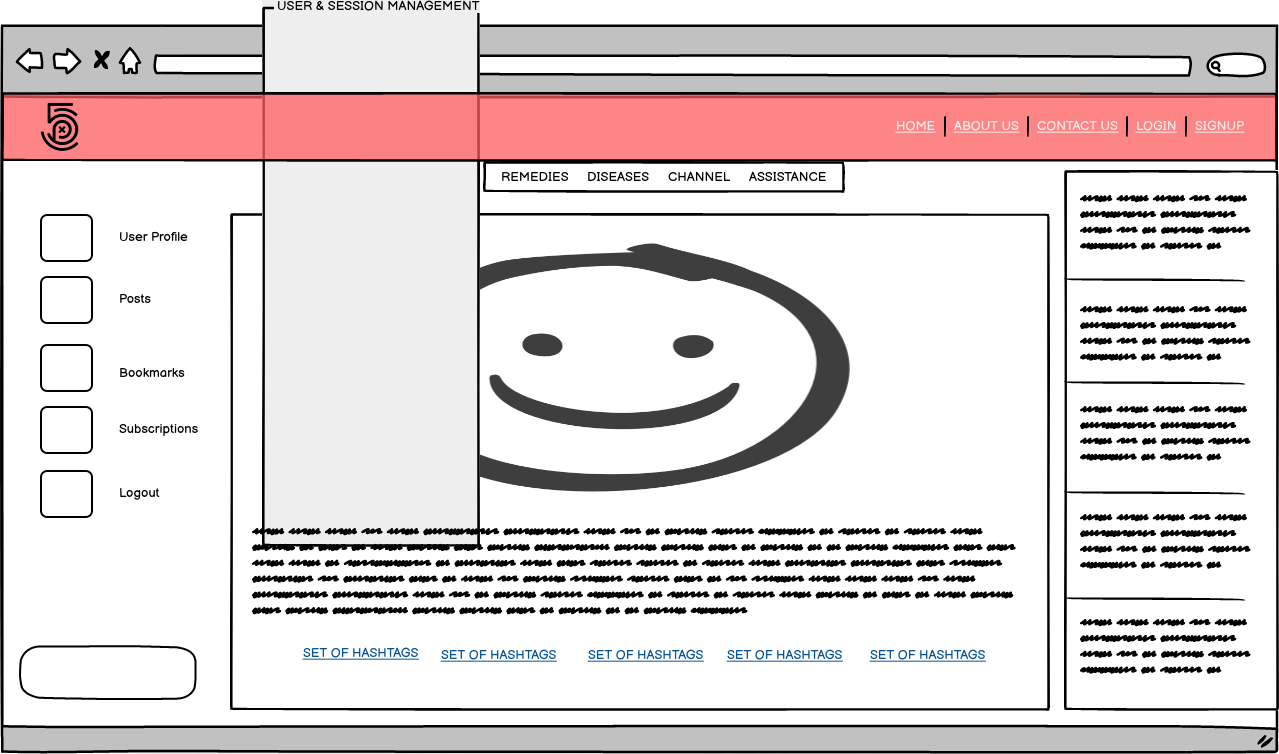 USER & SESSION MANAGEMENT
HOME ABOUT US CONTACT US LOGIN SIGNUP
REMEDIES DISEASES CHANNEL ASSISTANCE
User Profile
Posts
Bookmarks
Subscriptions
Logout
SET OF HASHTAGS SET OF HASHTAGS SET OF HASHTAGS SET OF HASHTAGS SET OF HASHTAGS